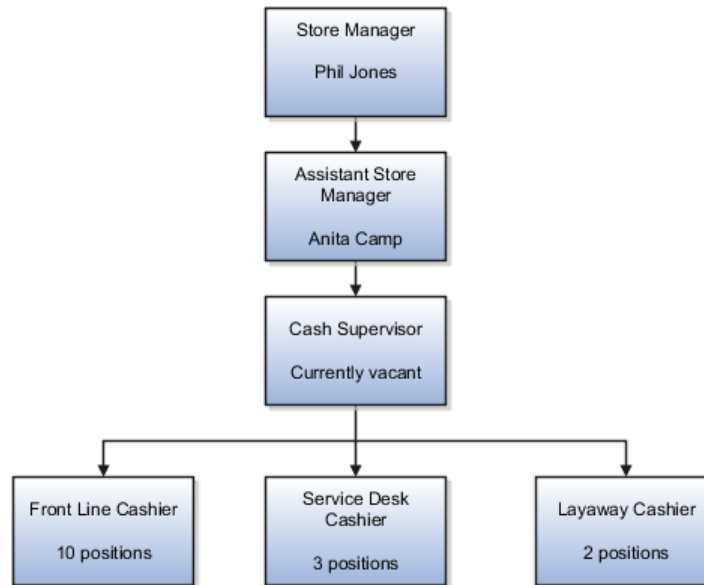 Store Manager
Phil Jones
Assistant Store
Manager
Anita Camp
Cash Supervisor
Currently vacant
Front Line Cashier
10 positions
Service Desk
Cashier
3 positions
Layaway Cashier
2 positions